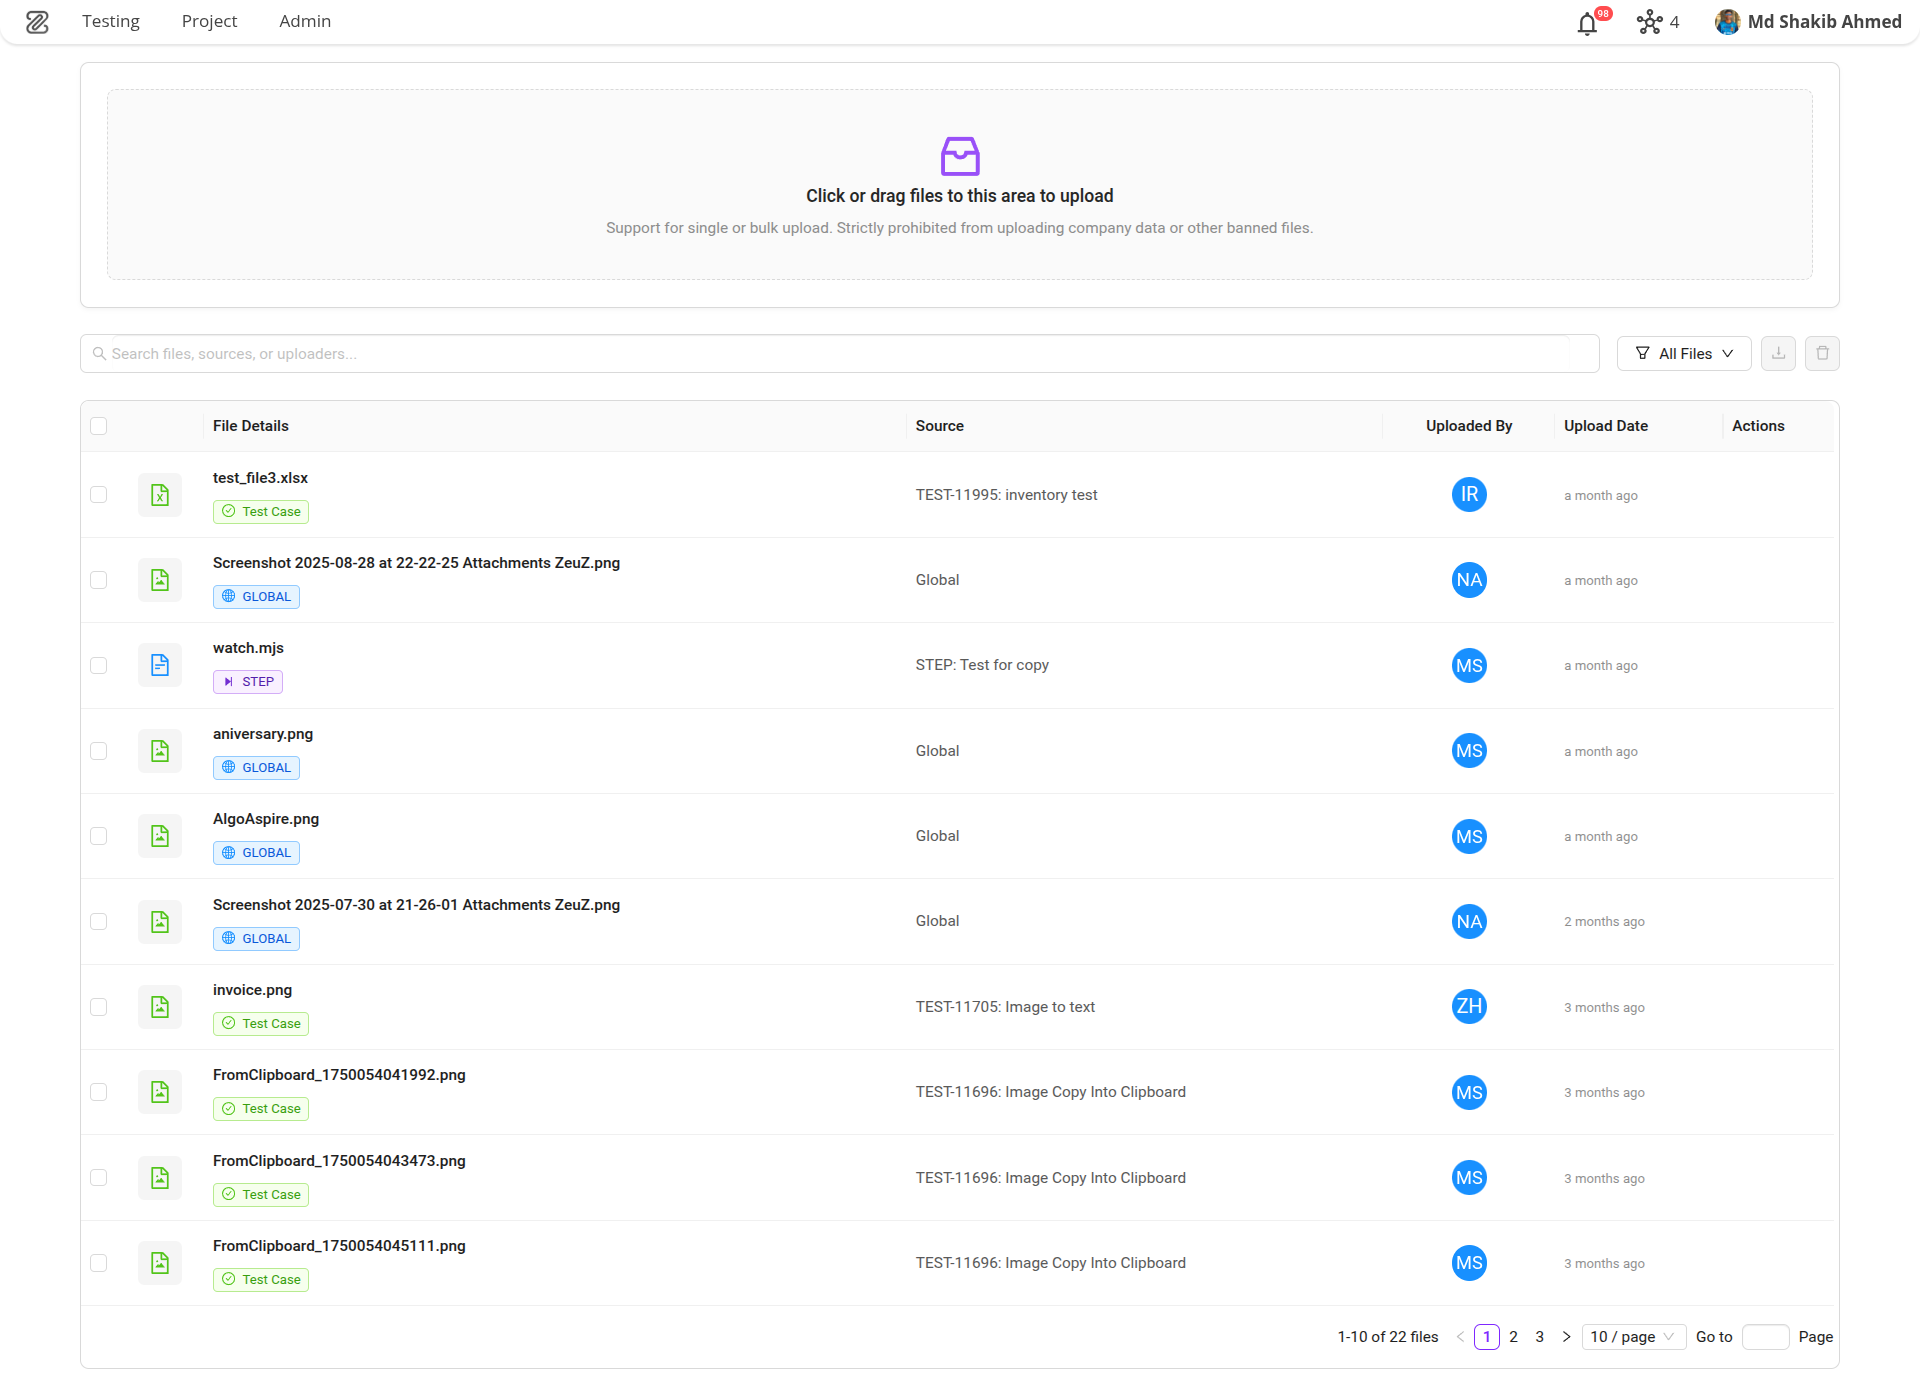 Testing Project Admin 98 4 Md Shakib Ahmed
Click or drag files to this area to upload
Support for single or bulk upload. Strictly prohibited from uploading company data or other banned files.
Search files, sources, or uploaders... All Files
File Details Source Uploaded By Upload Date Actions
test_file3.xlsx
Test Case
TEST-11995: inventory test IR a month ago
Screenshot 2025-08-28 at 22-22-25 Attachments ZeuZ.png
GLOBAL
Global NA a month ago
watch.mjs
STEP
STEP: Test for copy MS a month ago
aniversary.png
GLOBAL
Global MS a month ago
AlgoAspire.png
GLOBAL
Global MS a month ago
Screenshot 2025-07-30 at 21-26-01 Attachments ZeuZ.png
GLOBAL
Global NA 2 months ago
invoice.png
Test Case
TEST-11705: Image to text ZH 3 months ago
FromClipboard_1750054041992.png
Test Case
TEST-11696: Image Copy Into Clipboard MS 3 months ago
FromClipboard_1750054043473.png
Test Case
TEST-11696: Image Copy Into Clipboard MS 3 months ago
FromClipboard_1750054045111.png
Test Case
TEST-11696: Image Copy Into Clipboard MS 3 months ago
1-10 of 22 files 1 2 3 10 / page Go to Page